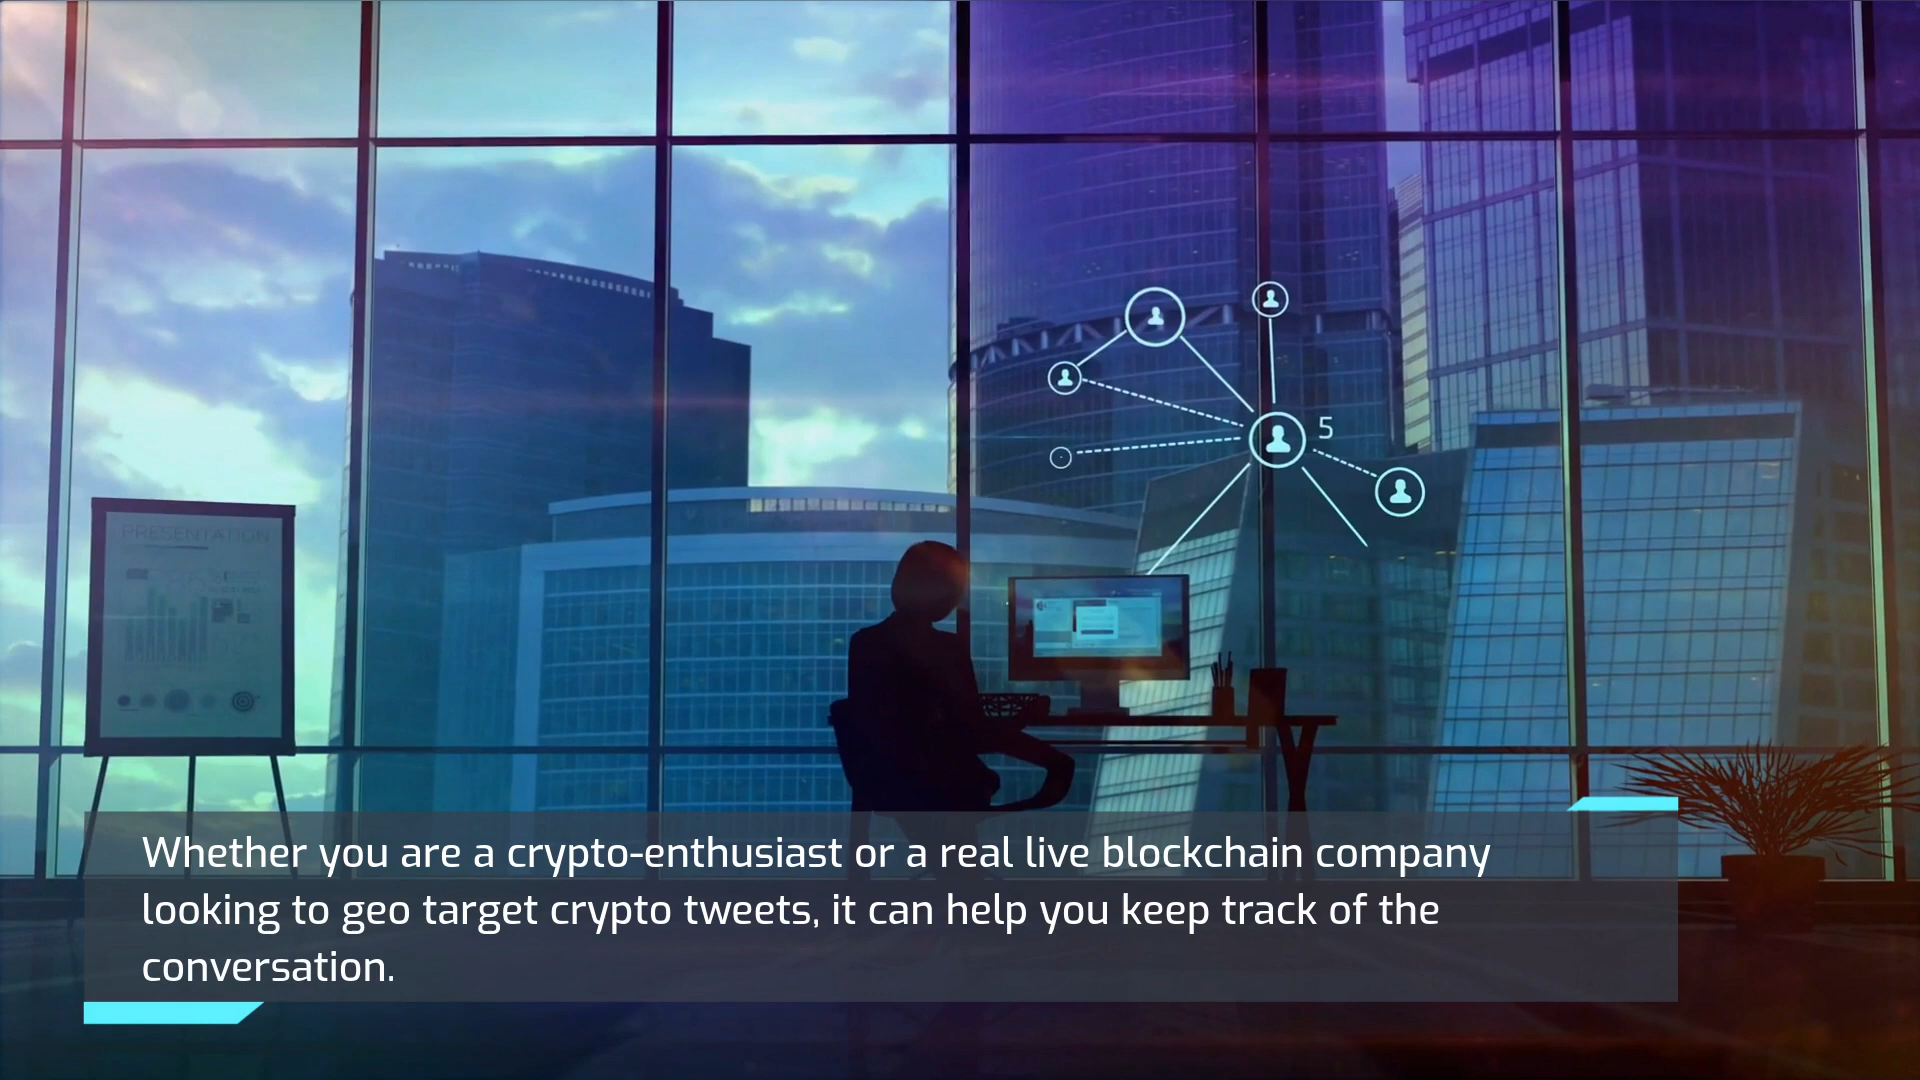 PRESENTATION
5
Whether you are a crypto-enthusiast or a real live blockchain company
looking to geo target crypto tweets, it can help you keep track of the
conversation.